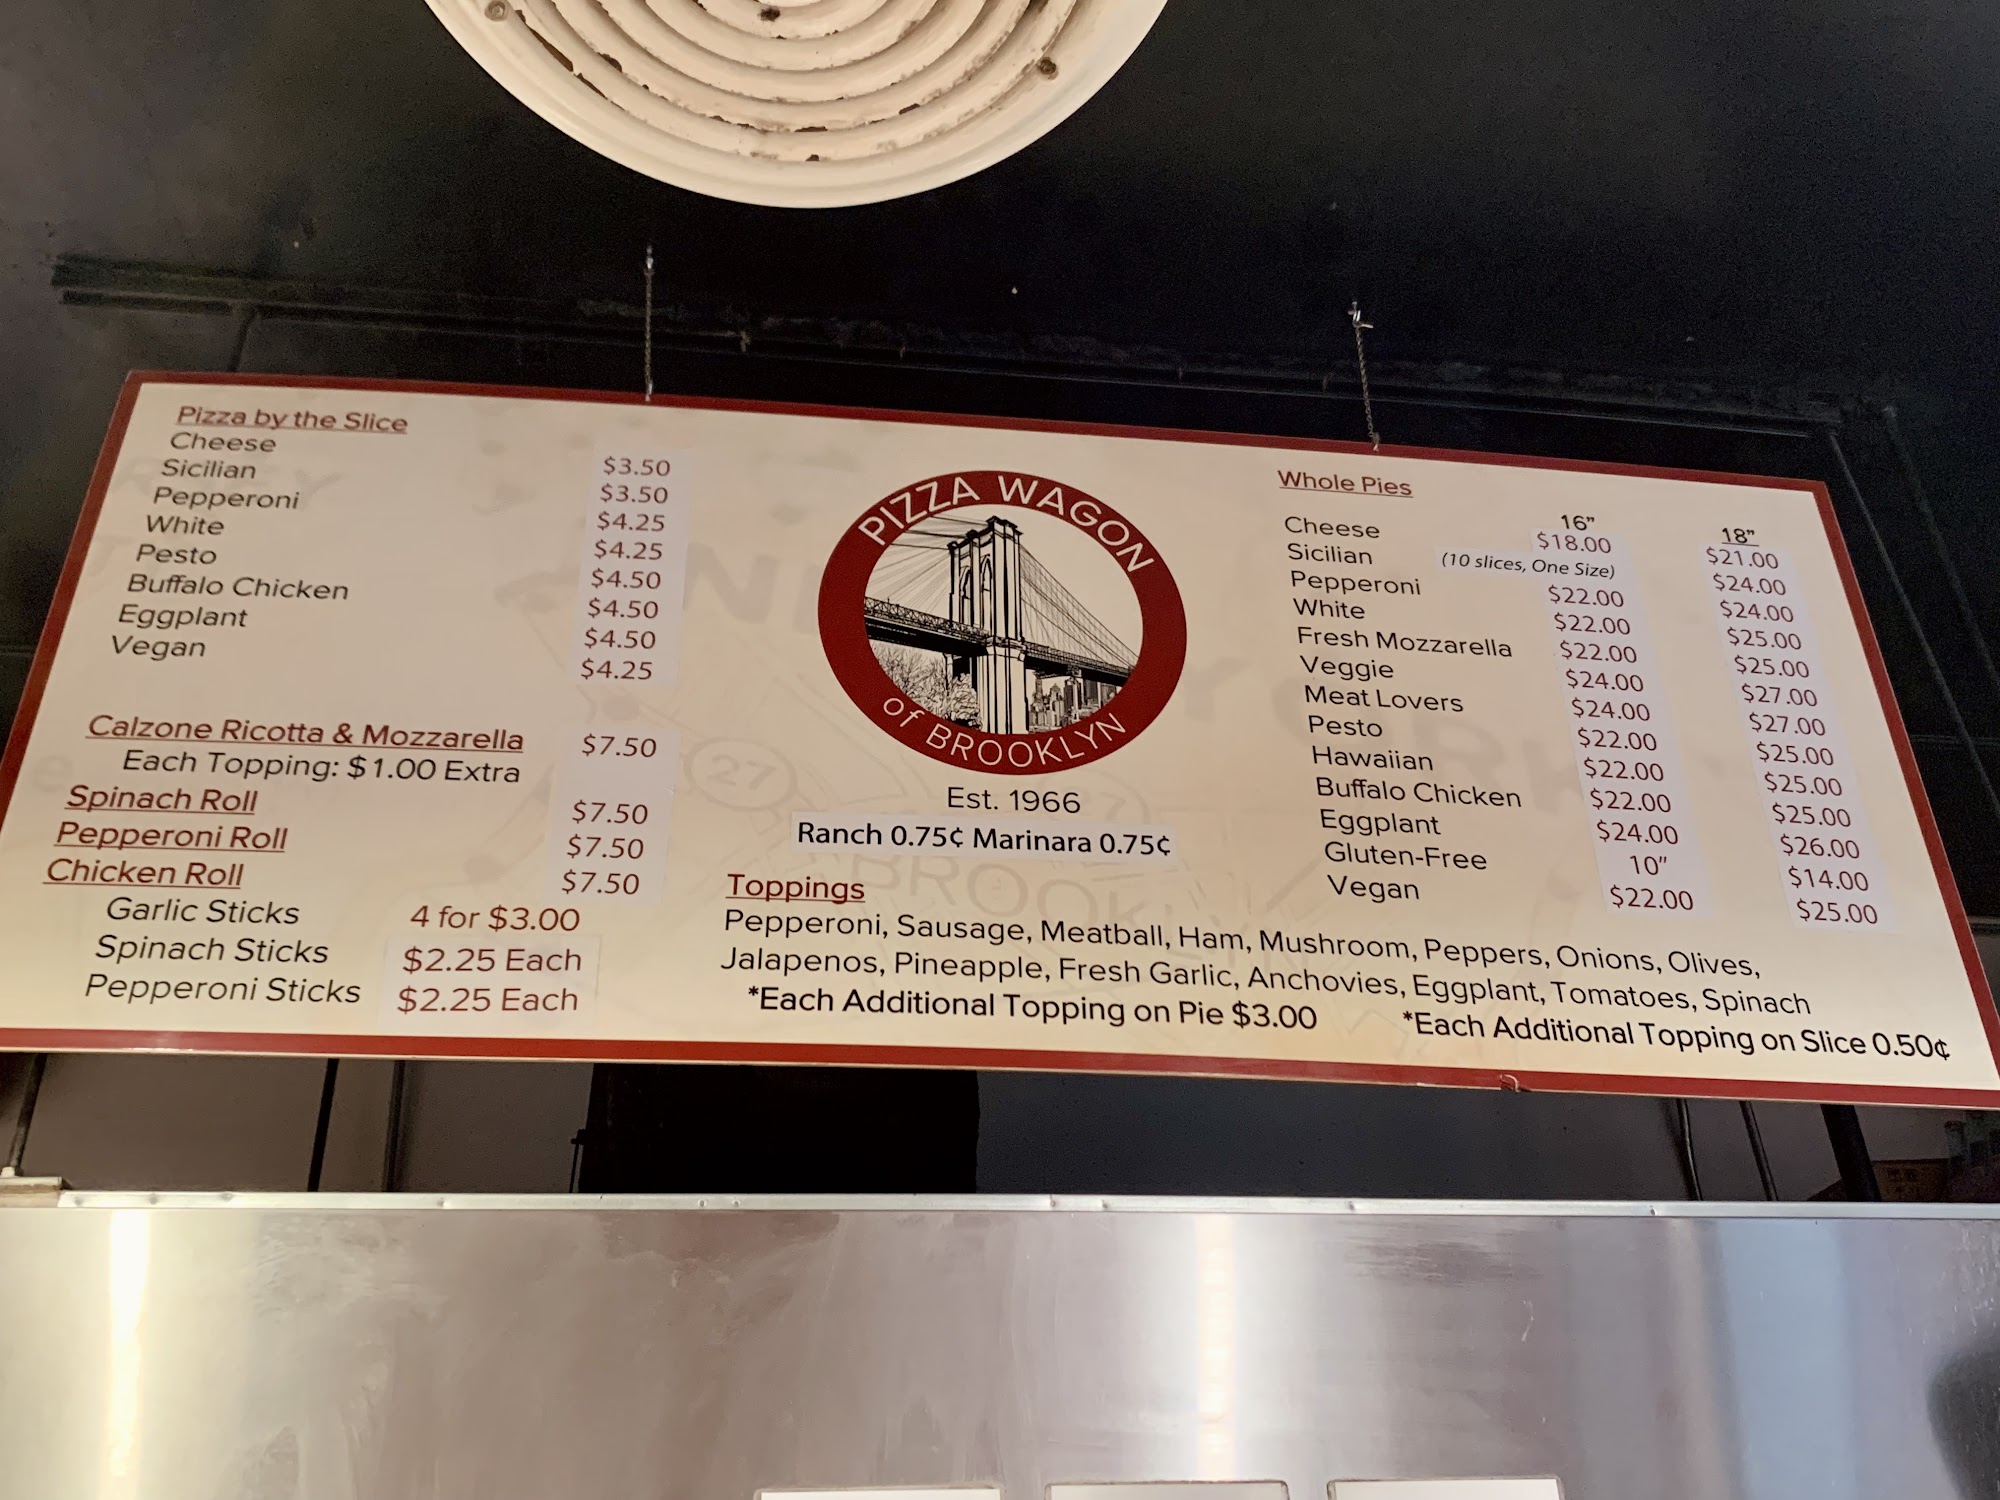 Pizza by the Slice
Cheese $3.50
Sicilian $3.50
Pepperoni $4.25
White $4.25
Pesto $4.50
Buffalo Chicken $4.50
Eggplant $4.50
Vegan $4.25
Calzone Ricotta & Mozzarella $7.50
Each Topping: $1.00 Extra
Spinach Roll $7.50
Pepperoni Roll $7.50
Chicken Roll $7.50
Garlic Sticks 4 for $3.00
Spinach Sticks $2.25 Each
Pepperoni Sticks $2.25 Each
PIZZA WAGON
of BROOKLYN
Est. 1966
Ranch 0.75¢ Marinara 0.75¢
27
BROOKLYN
Whole Pies
16" 18"
Cheese $18.00 $21.00
Sicilian (10 slices, One Size) $24.00
Pepperoni $22.00 $24.00
White $22.00 $25.00
Fresh Mozzarella $22.00 $25.00
Veggie $24.00 $27.00
Meat Lovers $24.00 $27.00
Pesto $22.00 $25.00
Hawaiian $22.00 $25.00
Buffalo Chicken $22.00 $25.00
Eggplant $24.00 $26.00
Gluten-Free 10" $14.00
Vegan $22.00 $25.00
Toppings
Pepperoni, Sausage, Meatball, Ham, Mushroom, Peppers, Onions, Olives,
Jalapenos, Pineapple, Fresh Garlic, Anchovies, Eggplant, Tomatoes, Spinach
*Each Additional Topping on Pie $3.00 *Each Additional Topping on Slice 0.50¢